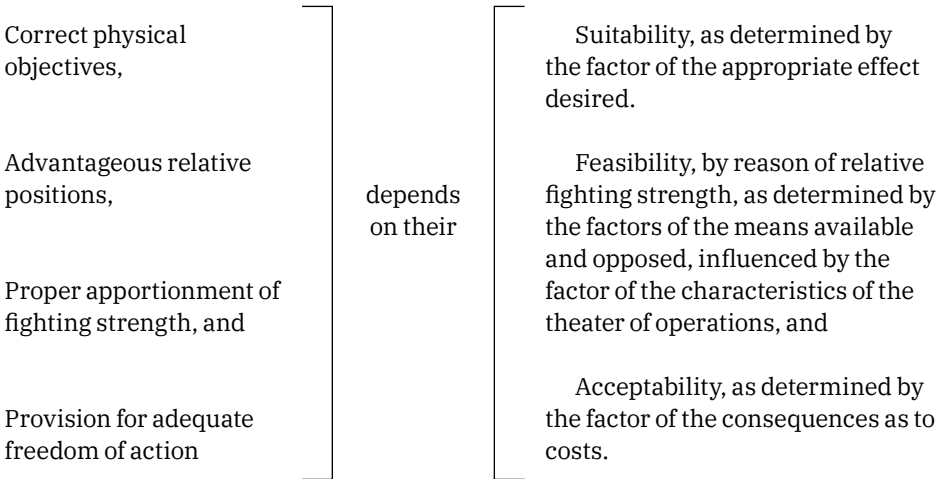 Correct physical
objectives,
Advantageous relative
positions,
Proper apportionment of
fighting strength, and
Provision for adequate
freedom of action
depends
on their
Suitability, as determined by
the factor of the appropriate effect
desired.
Feasibility, by reason of relative
fighting strength, as determined by
the factors of the means available
and opposed, influenced by the
factor of the characteristics of the
theater of operations, and
Acceptability, as determined by
the factor of the consequences as to
costs.